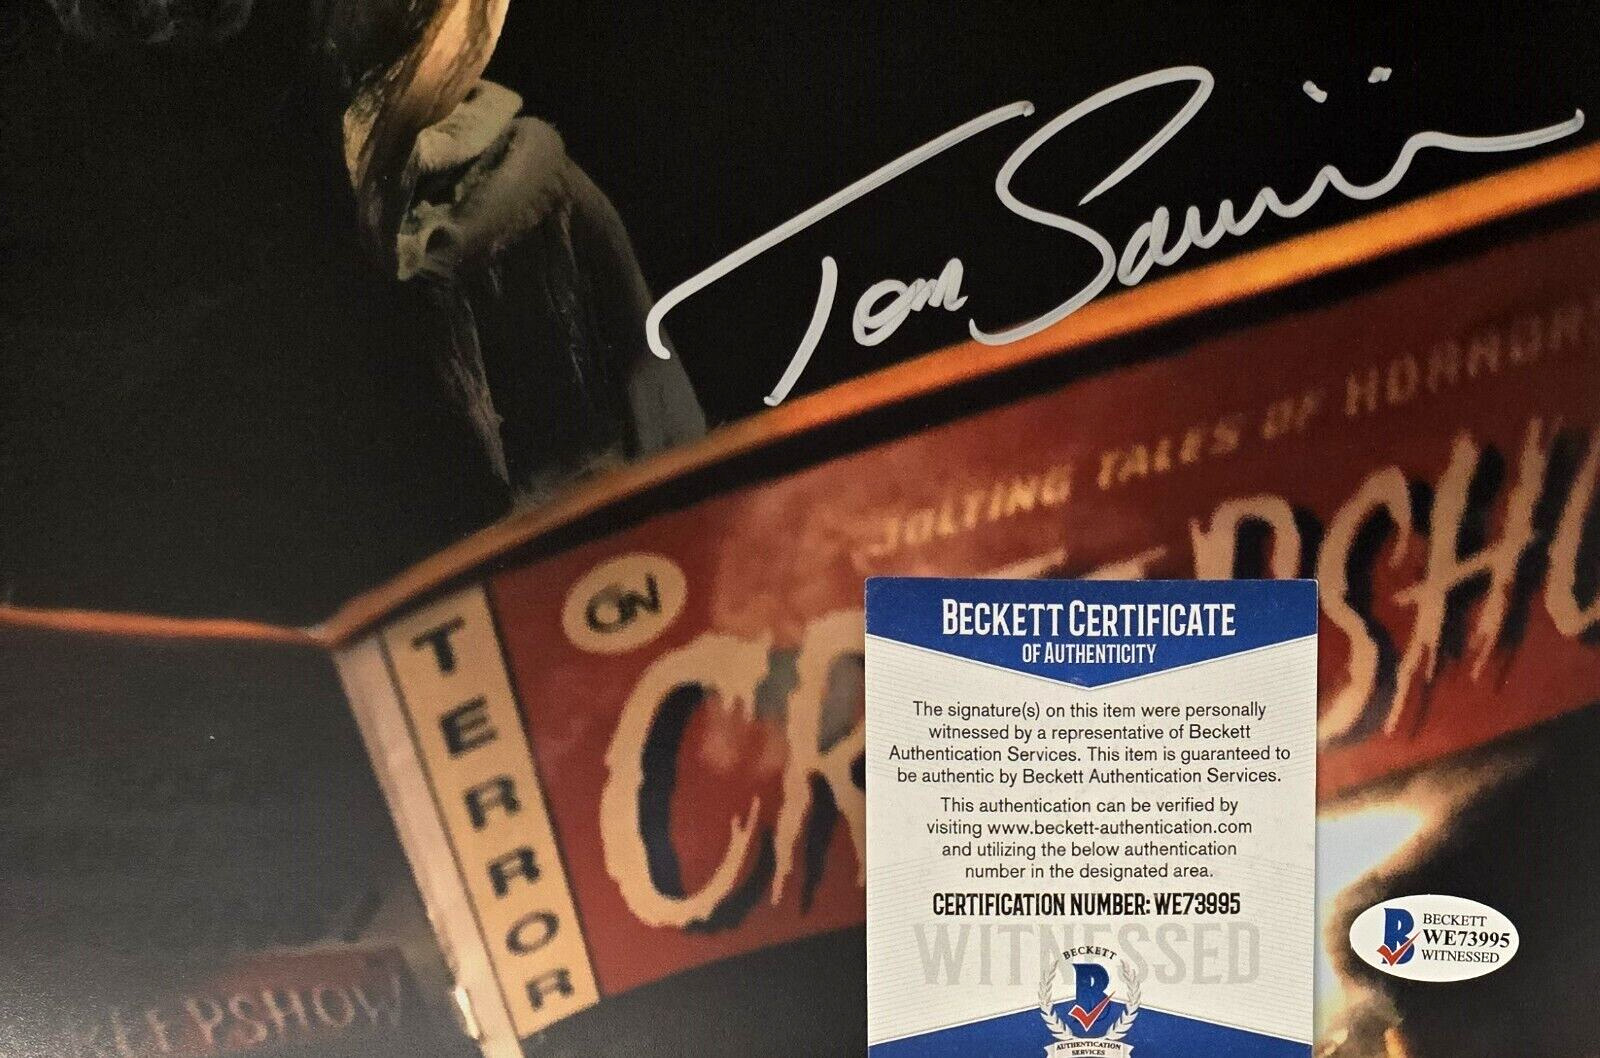 Tom Savini
JOLTING TALES OF HORROR
ON
CR
PSHO
TERROR
BECKETT CERTIFICATE
OF AUTHENTICITY
The signature(s) on this item were personally
witnessed by a representative of Beckett
Authentication Services. This item is guaranteed to
be authentic by Beckett Authentication Services.
This authentication can be verified by
visiting www.beckett-authentication.com
and utilizing the below authentication
number in the designated area.
CERTIFICATION NUMBER: WE73995
WITNESSED
BECKETT
B
AUTHENTICATION
SERVICES
B
BECKETT
WE73995
WITNESSED
REEPSHOW